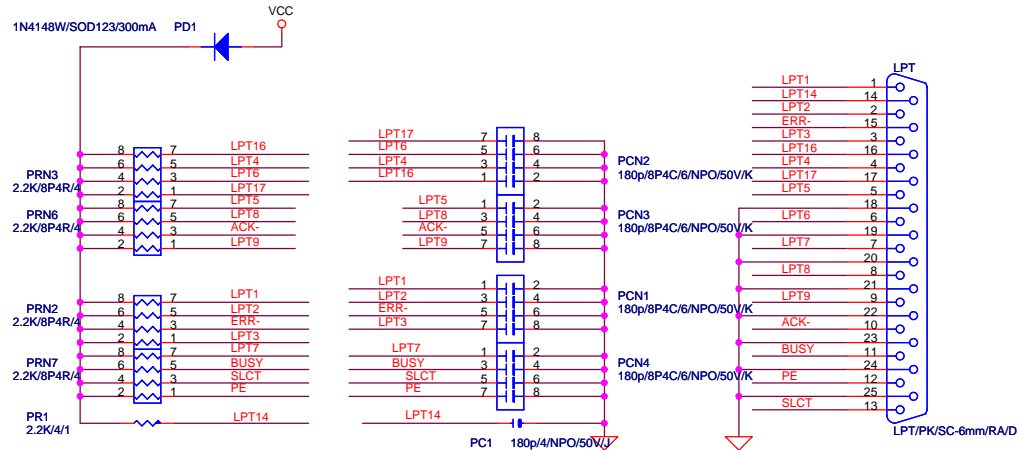 VCC
1N4148W/SOD123/300mA PD1
LPT
LPT1 1
LPT14 14
LPT2 2
ERR- 15
LPT3 3
LPT16 16
LPT4 4
LPT17 17
LPT5 5
18
LPT6 6
19
LPT7 7
20
LPT8 8
21
LPT9 9
22
ACK- 10
23
BUSY 11
24
PE 12
25
SLCT 13
LPT/PK/SC-6mm/RA/D
PRN3
2.2K/8P4R/4
8 7 LPT16
6 5 LPT4
4 3 LPT6
2 1 LPT17
PRN6
2.2K/8P4R/4
8 7 LPT5
6 5 LPT8
4 3 ACK-
2 1 LPT9
PRN2
2.2K/8P4R/4
8 7 LPT1
6 5 LPT2
4 3 ERR-
2 1 LPT3
PRN7
2.2K/8P4R/4
8 7 LPT7
6 5 BUSY
4 3 SLCT
2 1 PE
PR1
2.2K/4/1
LPT14
LPT17 7 8
LPT6 5 6
LPT4 3 4
LPT16 1 2
PCN2
180p/8P4C/6/NPO/50V/K
LPT5 1 2
LPT8 3 4
ACK- 5 6
LPT9 7 8
PCN3
180p/8P4C/6/NPO/50V/K
LPT1 1 2
LPT2 3 4
ERR- 5 6
LPT3 7 8
PCN1
180p/8P4C/6/NPO/50V/K
LPT7 1 2
BUSY 3 4
SLCT 5 6
PE 7 8
PCN4
180p/8P4C/6/NPO/50V/K
LPT14
PC1 180p/4/NPO/50V/J